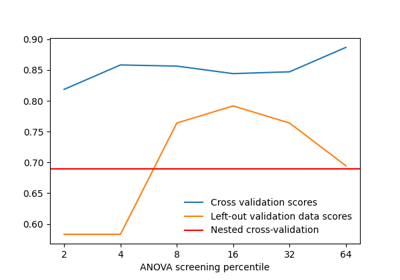 0.90
0.85
0.80
0.75
0.70
0.65
0.60
Cross validation scores
Left-out validation data scores
Nested cross-validation
2 4 8 16 32 64
ANOVA screening percentile